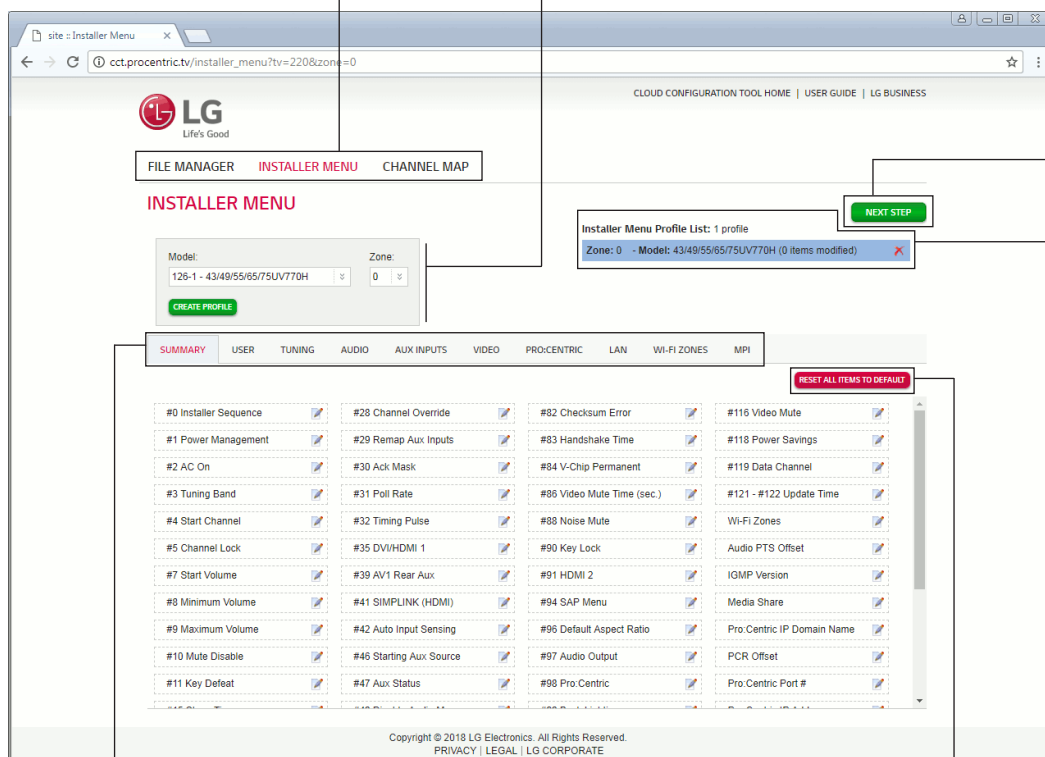 site :: Installer Menu
cct.procentric.tv/installer_menu?tv=220&zone=0
CLOUD CONFIGURATION TOOL HOME | USER GUIDE | LG BUSINESS
LG
Life's Good
FILE MANAGER INSTALLER MENU CHANNEL MAP
INSTALLER MENU
NEXT STEP
Installer Menu Profile List: 1 profile
Zone: 0 - Model: 43/49/55/65/75UV770H (0 items modified)
Model: Zone:
126-1 - 43/49/55/65/75UV770H 0
CREATE PROFILE
SUMMARY USER TUNING AUDIO AUX INPUTS VIDEO PRO:CENTRIC LAN WI-FI ZONES MPI
RESET ALL ITEMS TO DEFAULT
#0 Installer Sequence #28 Channel Override #82 Checksum Error #116 Video Mute
#1 Power Management #29 Remap Aux Inputs #83 Handshake Time #118 Power Savings
#2 AC On #30 Ack Mask #84 V-Chip Permanent #119 Data Channel
#3 Tuning Band #31 Poll Rate #86 Video Mute Time (sec.) #121 - #122 Update Time
#4 Start Channel #32 Timing Pulse #88 Noise Mute Wi-Fi Zones
#5 Channel Lock #35 DVI/HDMI 1 #90 Key Lock Audio PTS Offset
#7 Start Volume #39 AV1 Rear Aux #91 HDMI 2 IGMP Version
#8 Minimum Volume #41 SIMPLINK (HDMI) #94 SAP Menu Media Share
#9 Maximum Volume #42 Auto Input Sensing #96 Default Aspect Ratio Pro:Centric IP Domain Name
#10 Mute Disable #46 Starting Aux Source #97 Audio Output PCR Offset
#11 Key Defeat #47 Aux Status #98 Pro:Centric Pro:Centric Port #
Copyright © 2018 LG Electronics. All Rights Reserved.
PRIVACY | LEGAL | LG CORPORATE